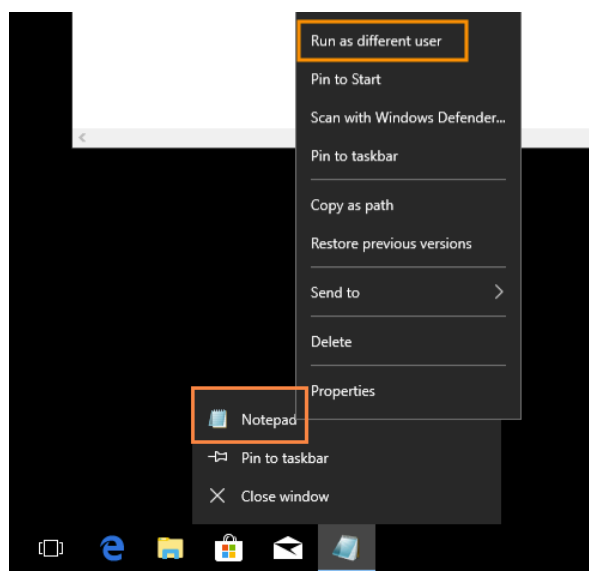 Run as different user
Pin to Start
Scan with Windows Defender...
Pin to taskbar
Copy as path
Restore previous versions
Send to
Delete
Properties
Notepad
Pin to taskbar
Close window